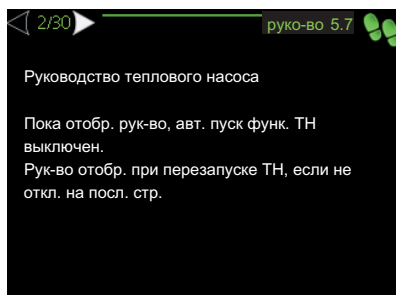 2/30
руко-во 5.7
Руководство теплового насоса
Пока отобр. рук-во, авт. пуск функ. ТН
выключен.
Рук-во отобр. при перезапуске ТН, если не
откл. на посл. стр.